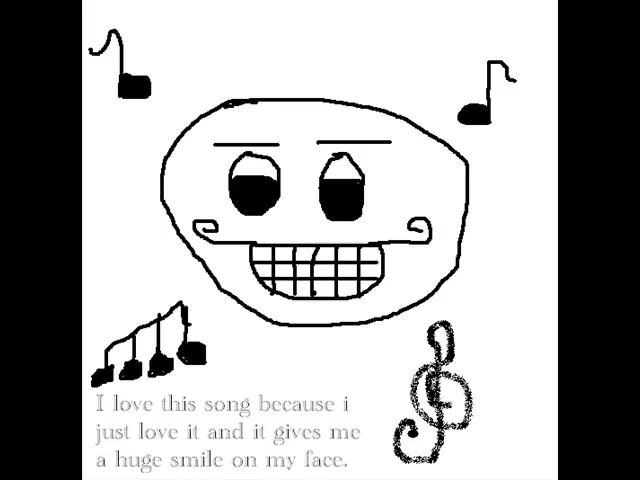 I love this song because i
just love it and it gives me
a huge smile on my face.